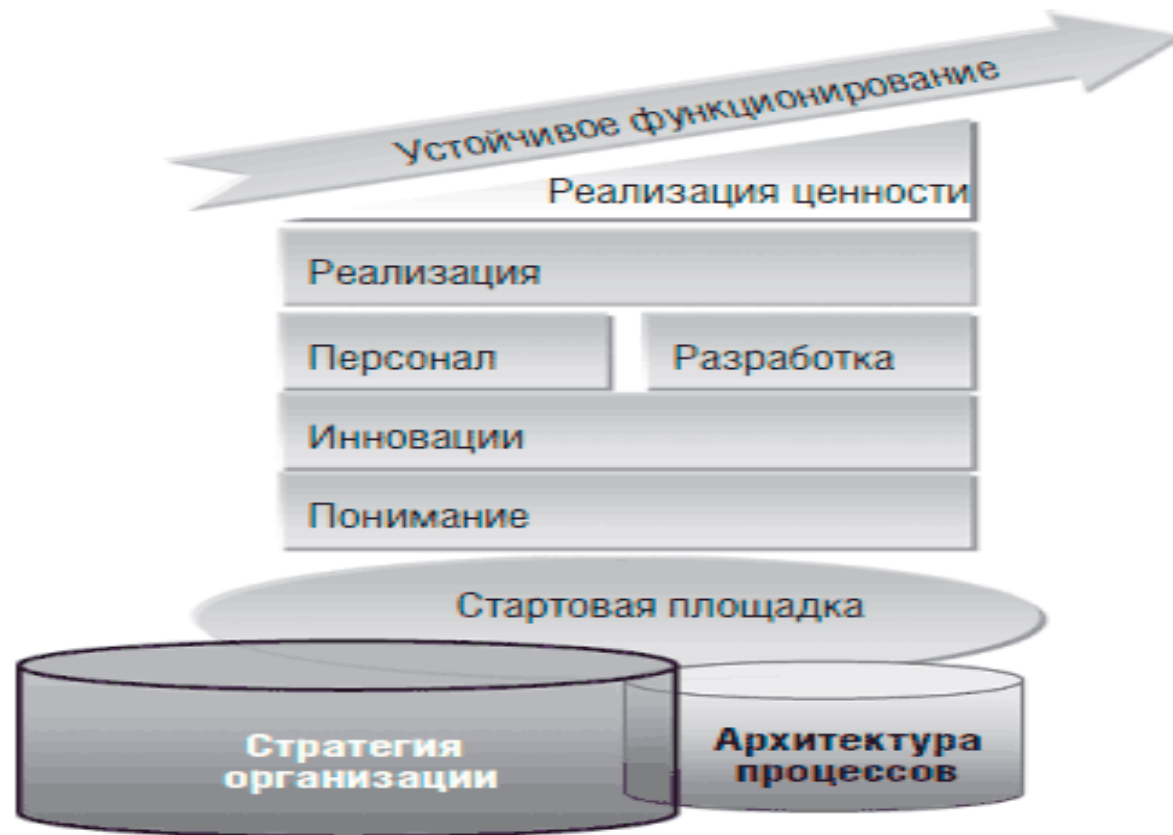 Устойчивое функционирование
Реализация ценности
Реализация
Персонал
Разработка
Инновации
Понимание
Стартовая площадка
Стратегия
организации
Архитектура
процессов